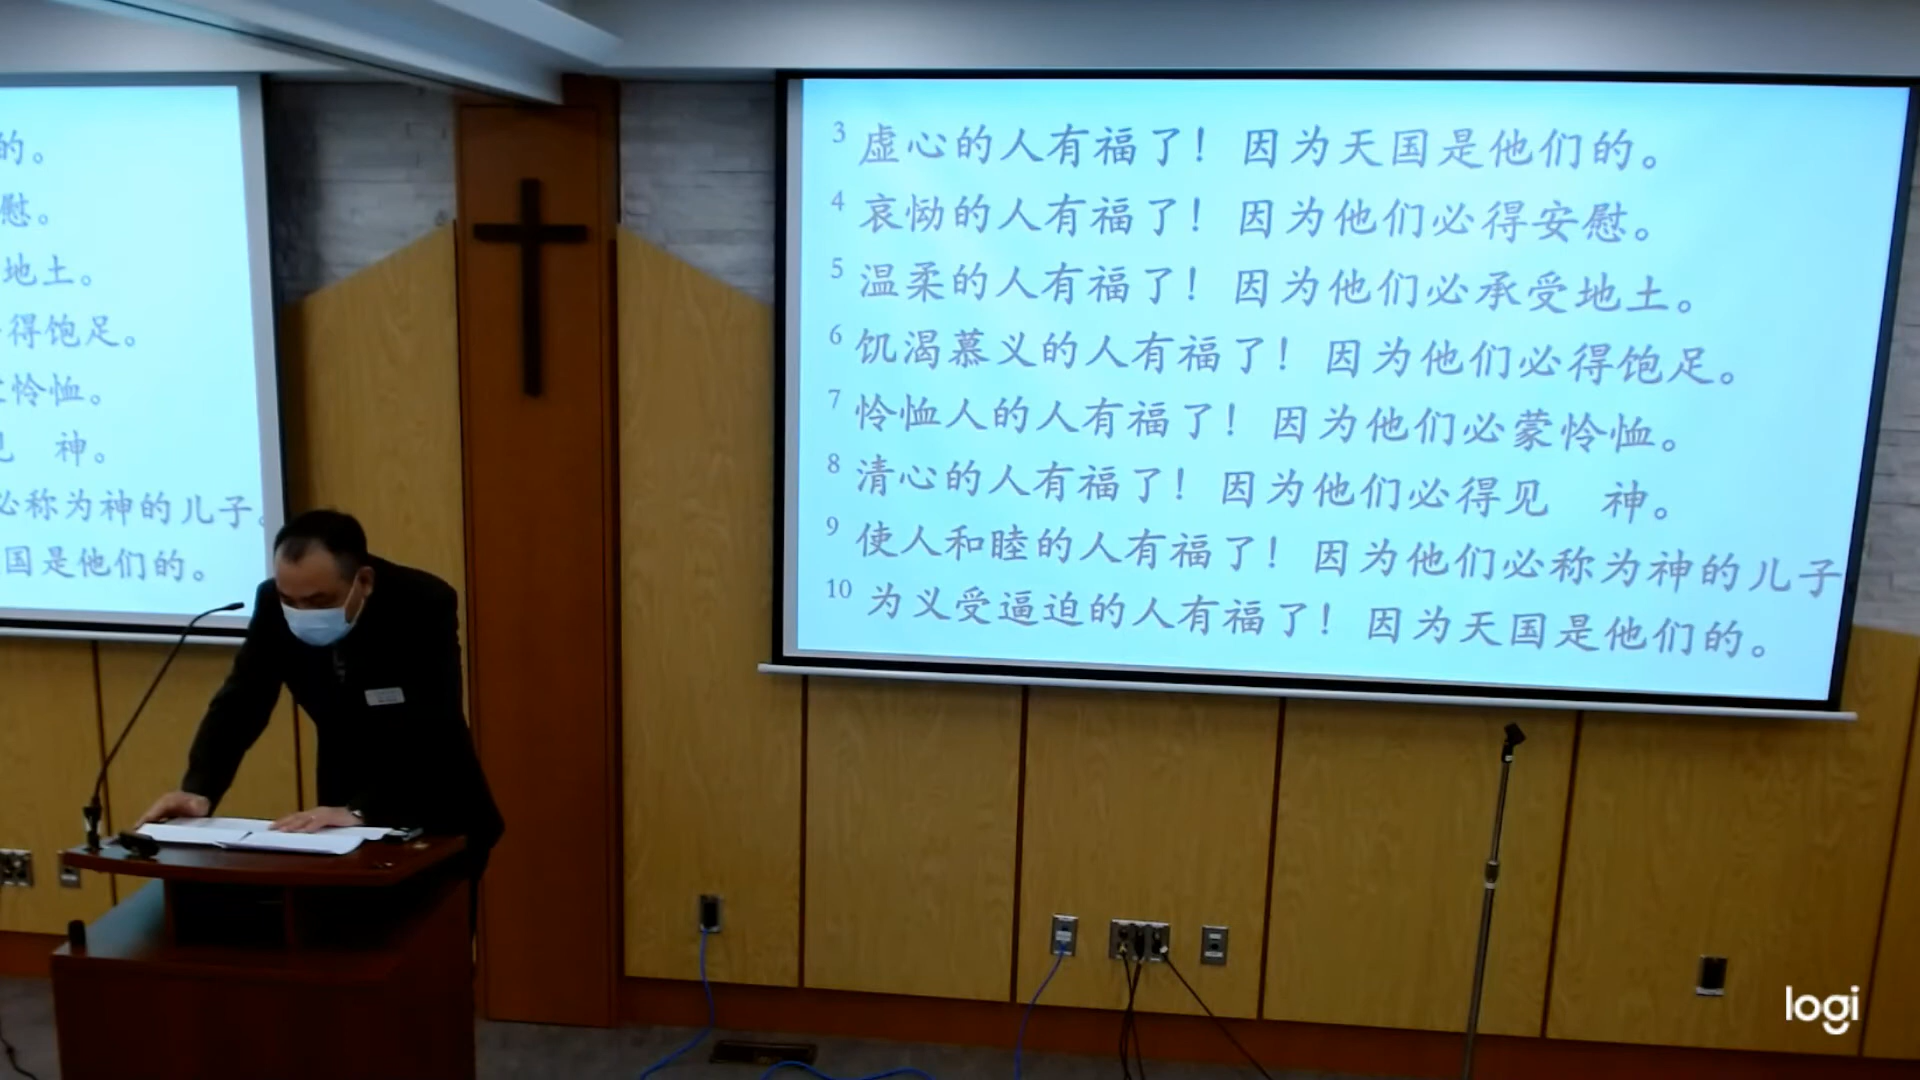 的。
慰。
地土。
得饱足。
怜恤。
见 神。
必称为神的儿子。
国是他们的。
3 虚心的人有福了！ 因为天国是他们的。
4 哀恸的人有福了！ 因为他们必得安慰。
5 温柔的人有福了！ 因为他们必承受地土。
6 饥渴慕义的人有福了！ 因为他们必得饱足。
7 怜恤人的人有福了！ 因为他们必蒙怜恤。
8 清心的人有福了！ 因为他们必得见 神。
9 使人和睦的人有福了！ 因为他们必称为神的儿子
10 为义受逼迫的人有福了！ 因为天国是他们的。
logi